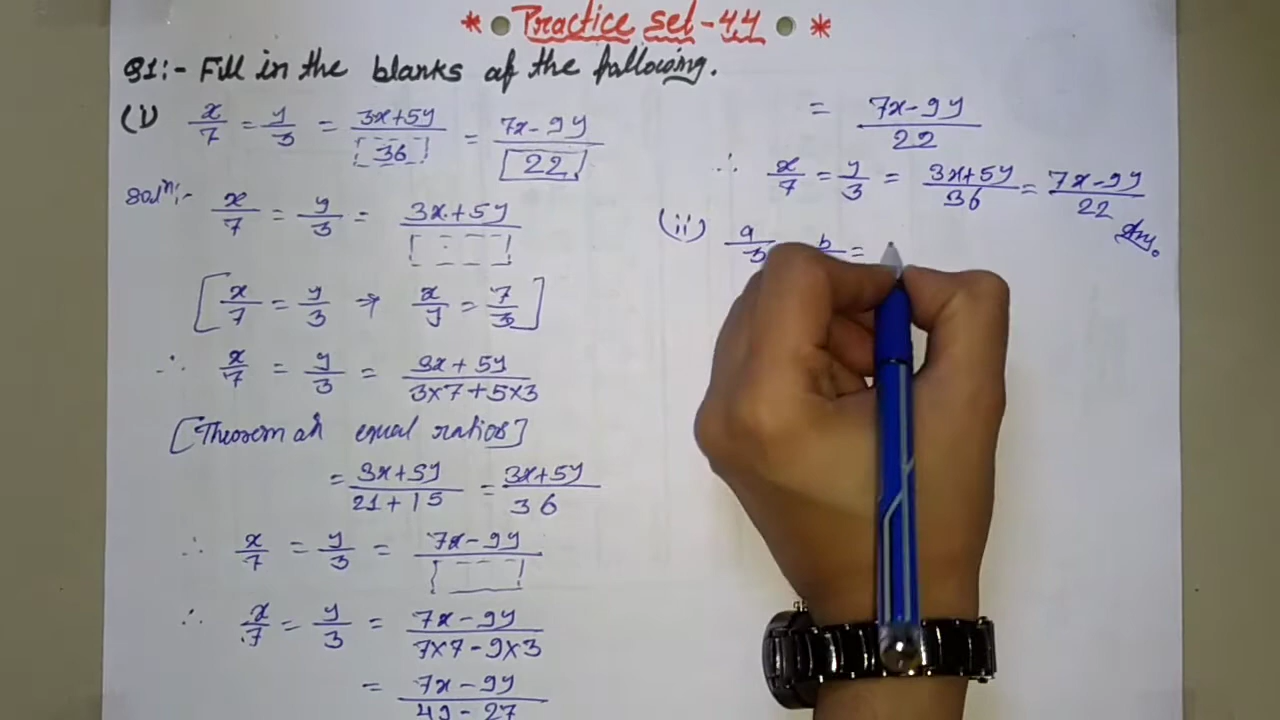 * Practice set - 4.4 *
Q1:- Fill in the blanks of the following.
(i) x/7 = y/3 = 3x+5y/36 = 7x-9y/22
Solⁿ:- x/7 = y/3 = 3x+5y/
[x/7 = y/3 → x/y = 7/3]
∴ x/7 = y/3 = 3x+5y/3×7+5×3
[Theorem of equal ratios]
= 3x+5y/21+15 = 3x+5y/36
∴ x/7 = y/3 = 7x-9y/
∴ x/7 = y/3 = 7x-9y/7×7-9×3
= 7x-9y/49-27
= 7x-9y/22
∴ x/7 = y/3 = 3x+5y/36 = 7x-9y/22
Ans.
(ii) a/3 b/ =